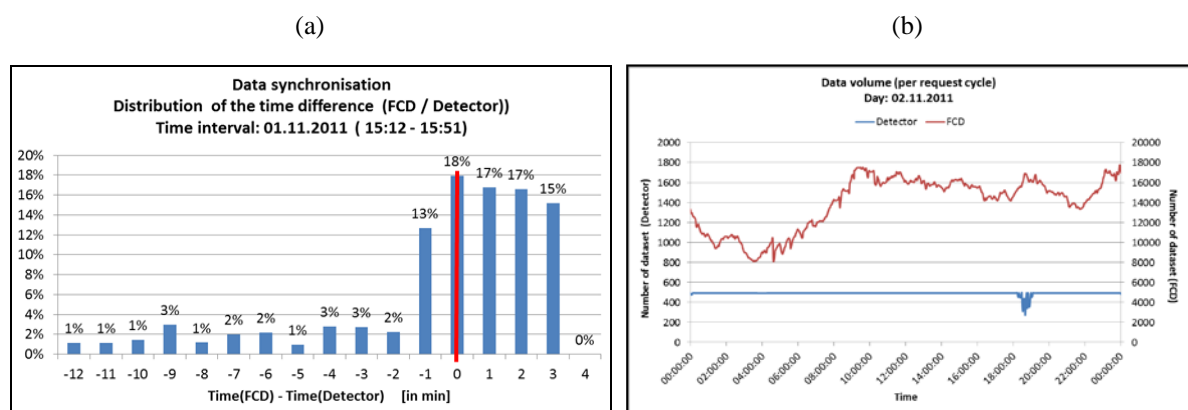 (a)
(b)
Data synchronisation
Distribution of the time difference (FCD / Detector))
Time interval: 01.11.2011 ( 15:12 - 15:51)
20%
18%
16%
14%
12%
10%
8%
6%
4%
2%
0%
1% 1% 1% 3% 1% 2% 2% 1% 3% 3% 2% 13% 18% 17% 17% 15% 0%
-12 -11 -10 -9 -8 -7 -6 -5 -4 -3 -2 -1 0 1 2 3 4
Time(FCD) - Time(Detector) [in min]
Data volume (per request cycle)
Day: 02.11.2011
Detector FCD
Number of dataset (Detector)
2000
1800
1600
1400
1200
1000
800
600
400
200
0
20000
18000
16000
14000
12000
10000
8000
6000
4000
2000
0
Number of dataset (FCD)
00:00:00 02:00:00 04:00:00 06:00:00 08:00:00 10:00:00 12:00:00 14:00:00 16:00:00 18:00:00 20:00:00 22:00:00 00:00:00
Time